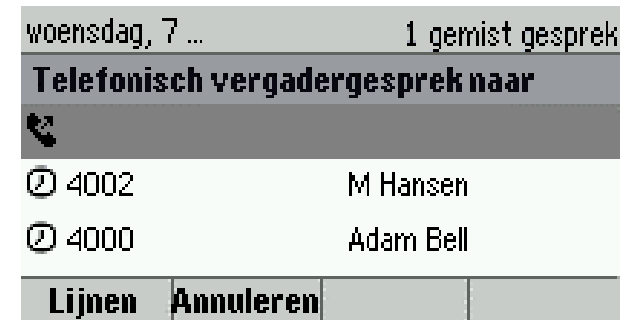 woensdag, 7 ... 1 gemist gesprek
Telefonisch vergadergesprek naar
4002 M Hansen
4000 Adam Bell
Lijnen Annuleren